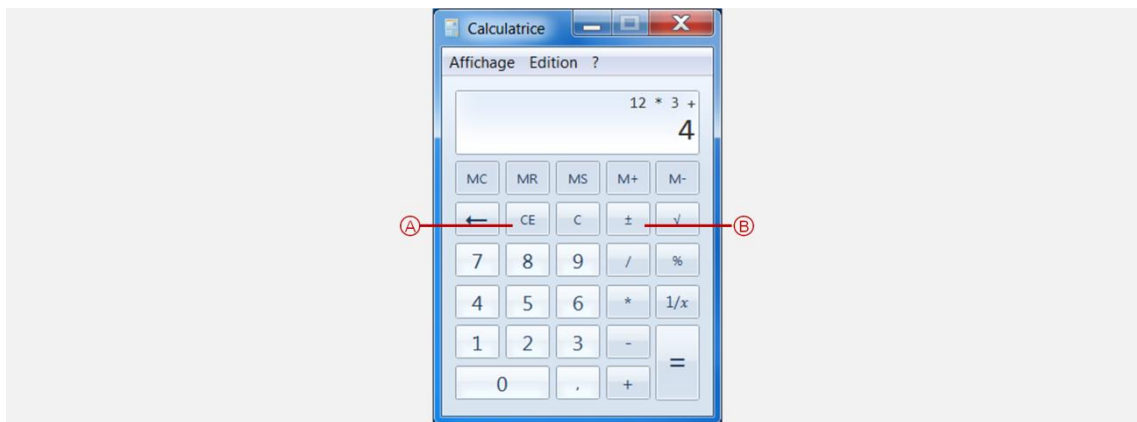 Calculatrice
Affichage Edition ?
12 * 3 +
4
MC MR MS M+ M-
A ← CE C ± √ B
7 8 9 / %
4 5 6 * 1/x
1 2 3 - =
0 , +